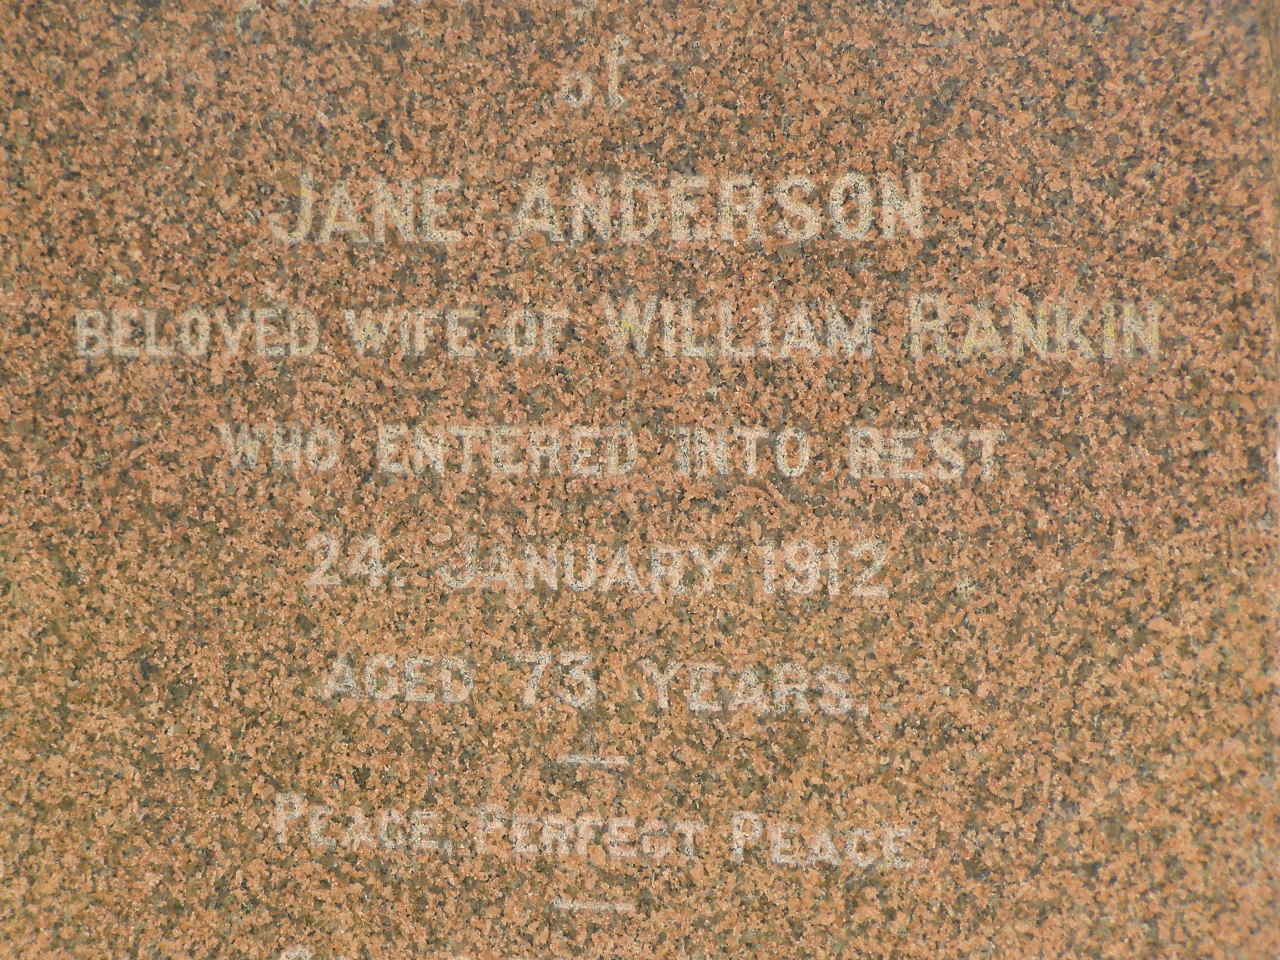 of
JANE ANDERSON
BELOVED WIFE OF WILLIAM RANKIN
WHO ENTERED INTO REST
24. JANUARY 1912
AGED 73 YEARS.
PEACE, PERFECT PEACE